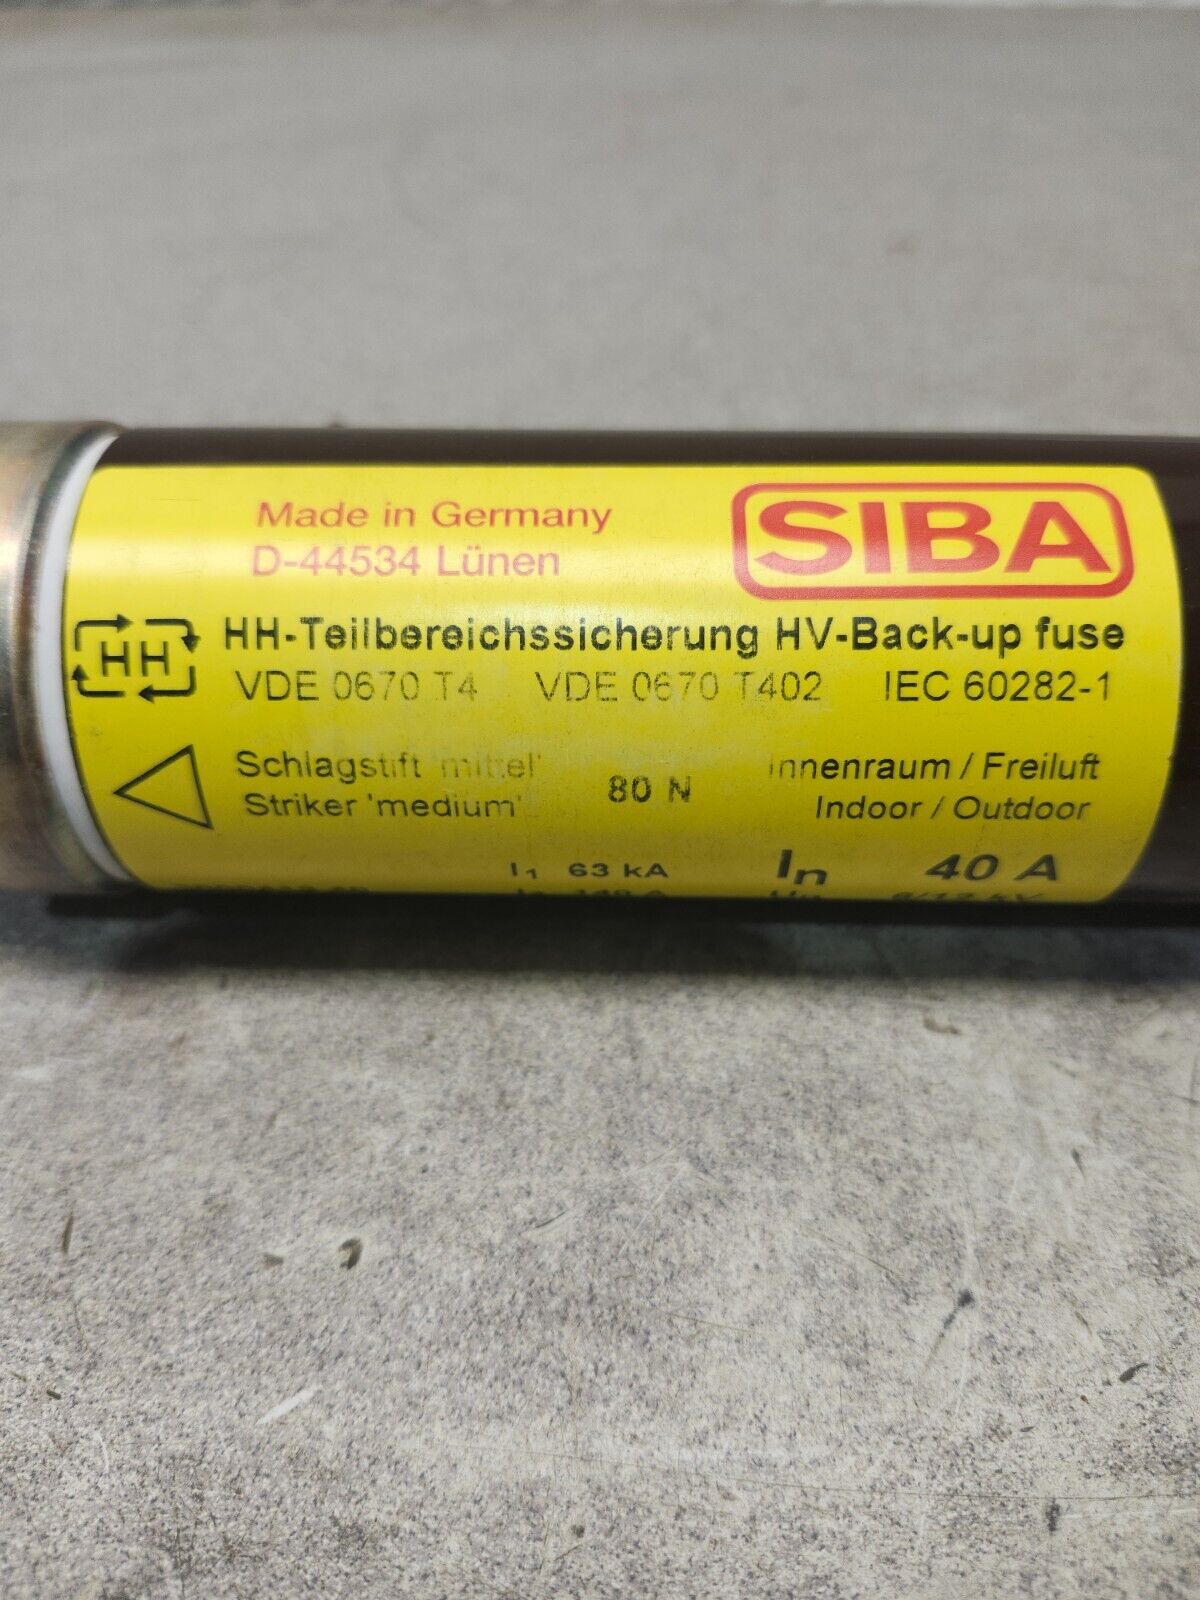 Made in Germany
D-44534 Lünen
SIBA
HH
HH-Teilbereichssicherung HV-Back-up fuse
VDE 0670 T4 VDE 0670 T402 IEC 60282-1
Schlagstift 'mittel'
Striker 'medium'
80 N
Innenraum / Freiluft
Indoor / Outdoor
I1 63 kA
In 40 A